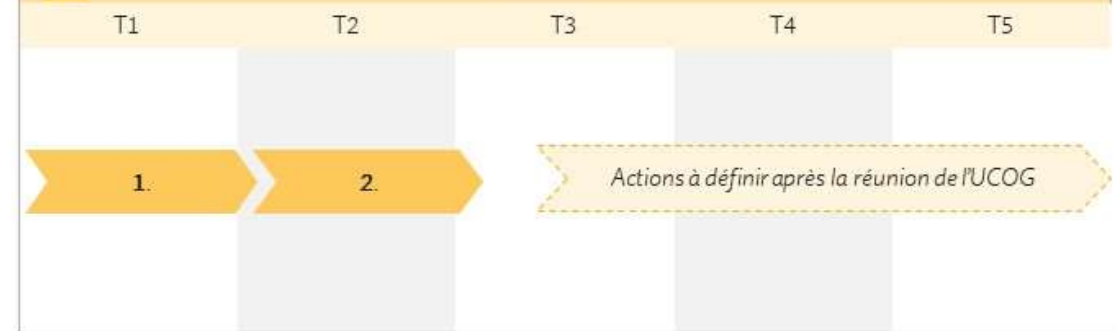 T1 T2 T3 T4 T5
1. 2. Actions à définir après la réunion de l'UCOG